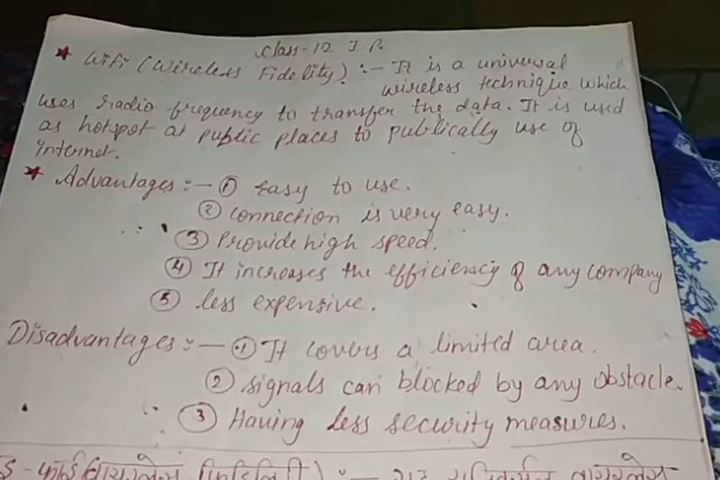 Class-12 I.P.
* WiFi (Wireless Fidelity) :- It is a universal
wireless technique which
uses radio frequency to transfer the data. It is used
as hotspot at public places to publically use of
internet.
* Advantages :- ① Easy to use.
② connection is very easy.
③ Provide high speed.
④ It increases the efficiency of any company
⑤ less expensive.
Disadvantages :- ① It covers a limited area.
② signals can blocked by any obstacle.
③ Having less security measures.